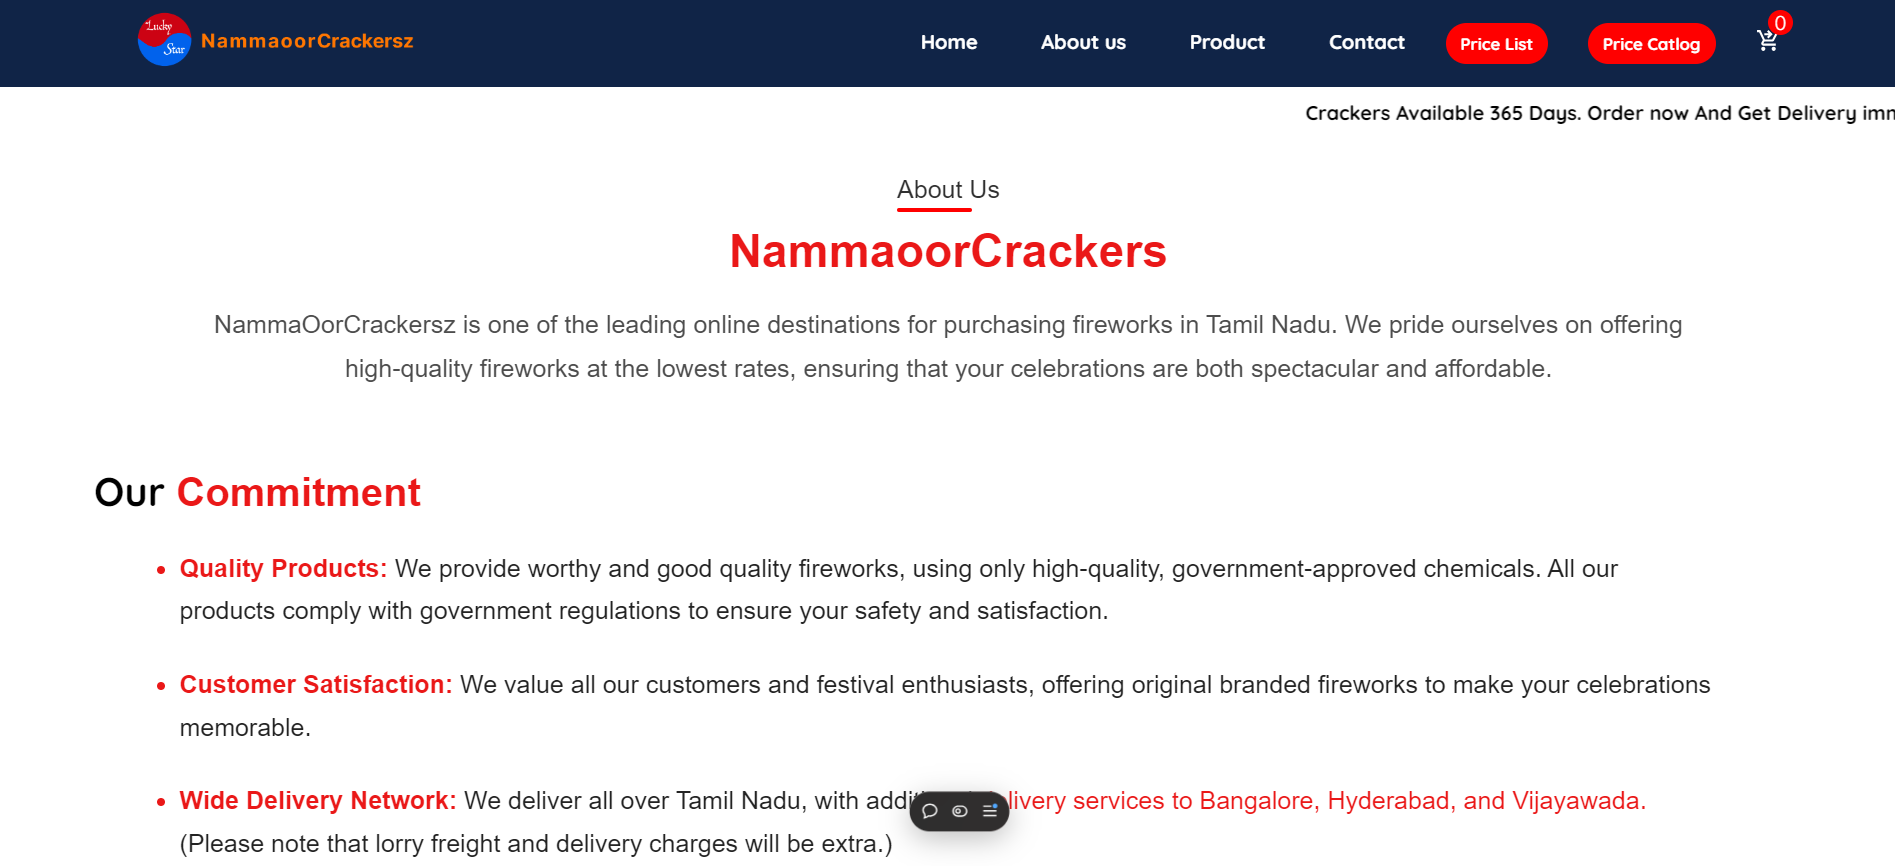 Lucky
Star
NammaoorCrackersz
Home
About us
Product
Contact
Price List
Price Catlog
0
Crackers Available 365 Days. Order now And Get Delivery
About Us
NammaoorCrackers
NammaOorCrackersz is one of the leading online destinations for purchasing fireworks in Tamil Nadu. We pride ourselves on offering
high-quality fireworks at the lowest rates, ensuring that your celebrations are both spectacular and affordable.
Our Commitment
• Quality Products: We provide worthy and good quality fireworks, using only high-quality, government-approved chemicals. All our
products comply with government regulations to ensure your safety and satisfaction.
• Customer Satisfaction: We value all our customers and festival enthusiasts, offering original branded fireworks to make your celebrations
memorable.
• Wide Delivery Network: We deliver all over Tamil Nadu, with services to Bangalore, Hyderabad, and Vijayawada.
(Please note that lorry freight and delivery charges will be extra.)